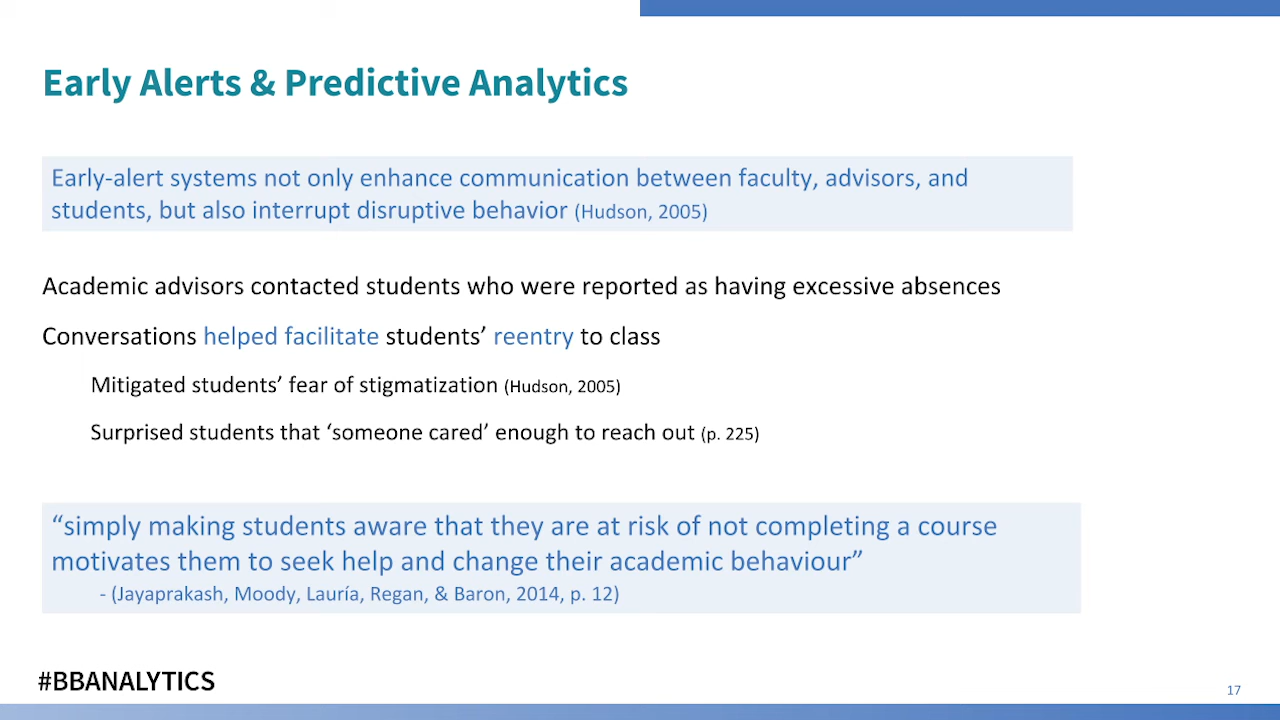 Early Alerts & Predictive Analytics
Early-alert systems not only enhance communication between faculty, advisors, and
students, but also interrupt disruptive behavior (Hudson, 2005)
Academic advisors contacted students who were reported as having excessive absences
Conversations helped facilitate students’ reentry to class
Mitigated students’ fear of stigmatization (Hudson, 2005)
Surprised students that ‘someone cared’ enough to reach out (p. 225)
“simply making students aware that they are at risk of not completing a course
motivates them to seek help and change their academic behaviour”
- (Jayaprakash, Moody, Lauría, Regan, & Baron, 2014, p. 12)
#BBANALYTICS
17